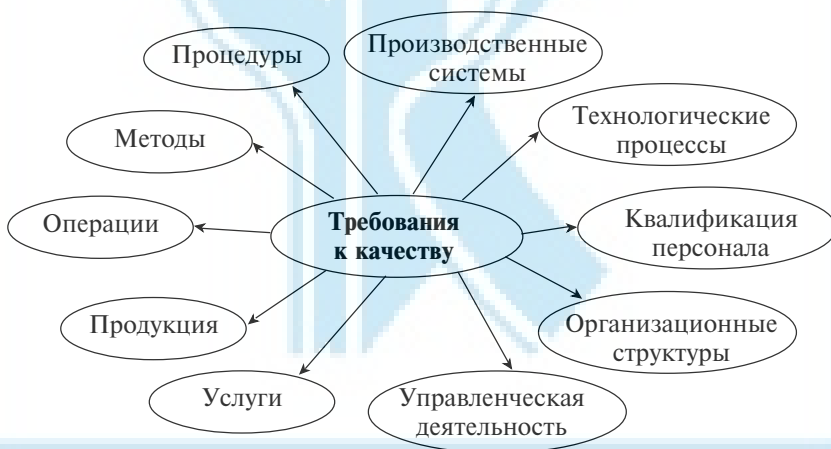 Процедуры
Производственные
системы
Технологические
процессы
Методы
Операции
Требования
к качеству
Квалификация
персонала
Продукция
Организационные
структуры
Услуги
Управленческая
деятельность